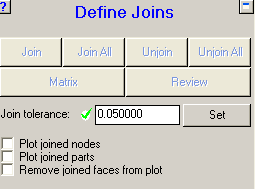 ?
Define Joins
Join Join All Unjoin Unjoin All
Matrix Review
Join tolerance: 0.050000 Set
Plot joined nodes
Plot joined parts
Remove joined faces from plot